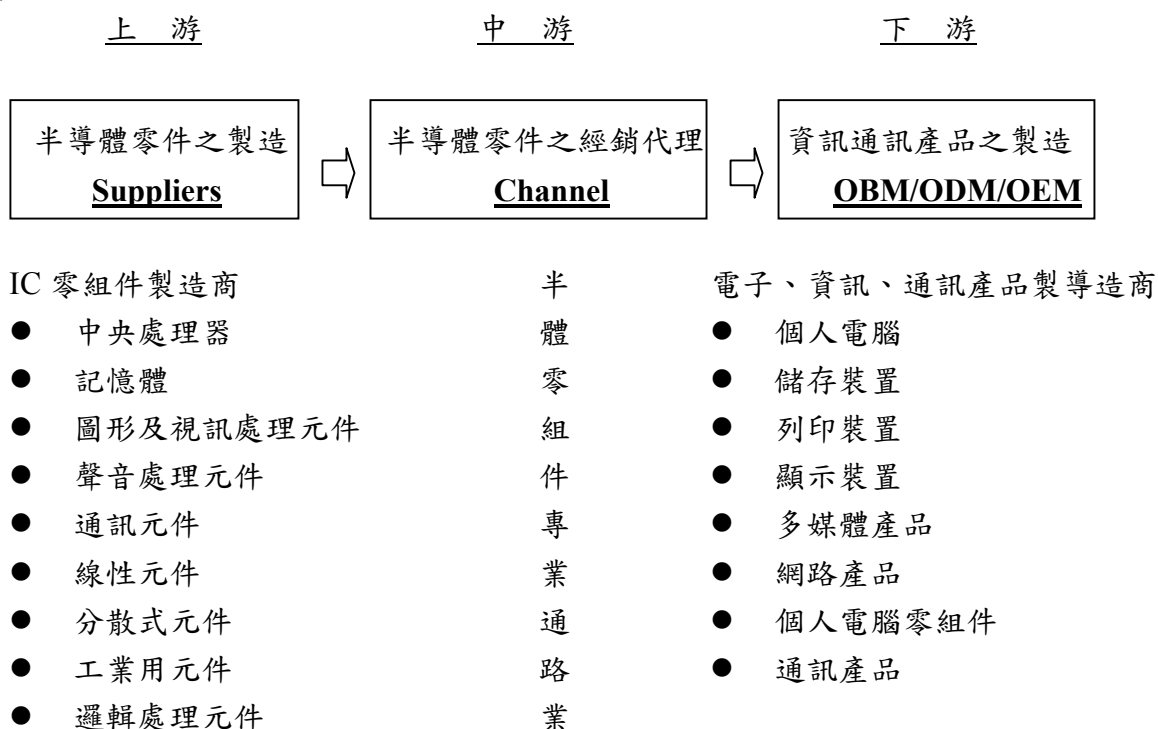 上 游 中 游 下 游
半導體零件之製造 半導體零件之經銷代理 資訊通訊產品之製造
Suppliers Channel OBM/ODM/OEM
IC 零組件製造商 半 電子、資訊、通訊產品製導造商
● 中央處理器 體 ● 個人電腦
● 記憶體 零 ● 儲存裝置
● 圖形及視訊處理元件 組 ● 列印裝置
● 聲音處理元件 件 ● 顯示裝置
● 通訊元件 專 ● 多媒體產品
● 線性元件 業 ● 網路產品
● 分散式元件 通 ● 個人電腦零組件
● 工業用元件 路 ● 通訊產品
● 邏輯處理元件 業